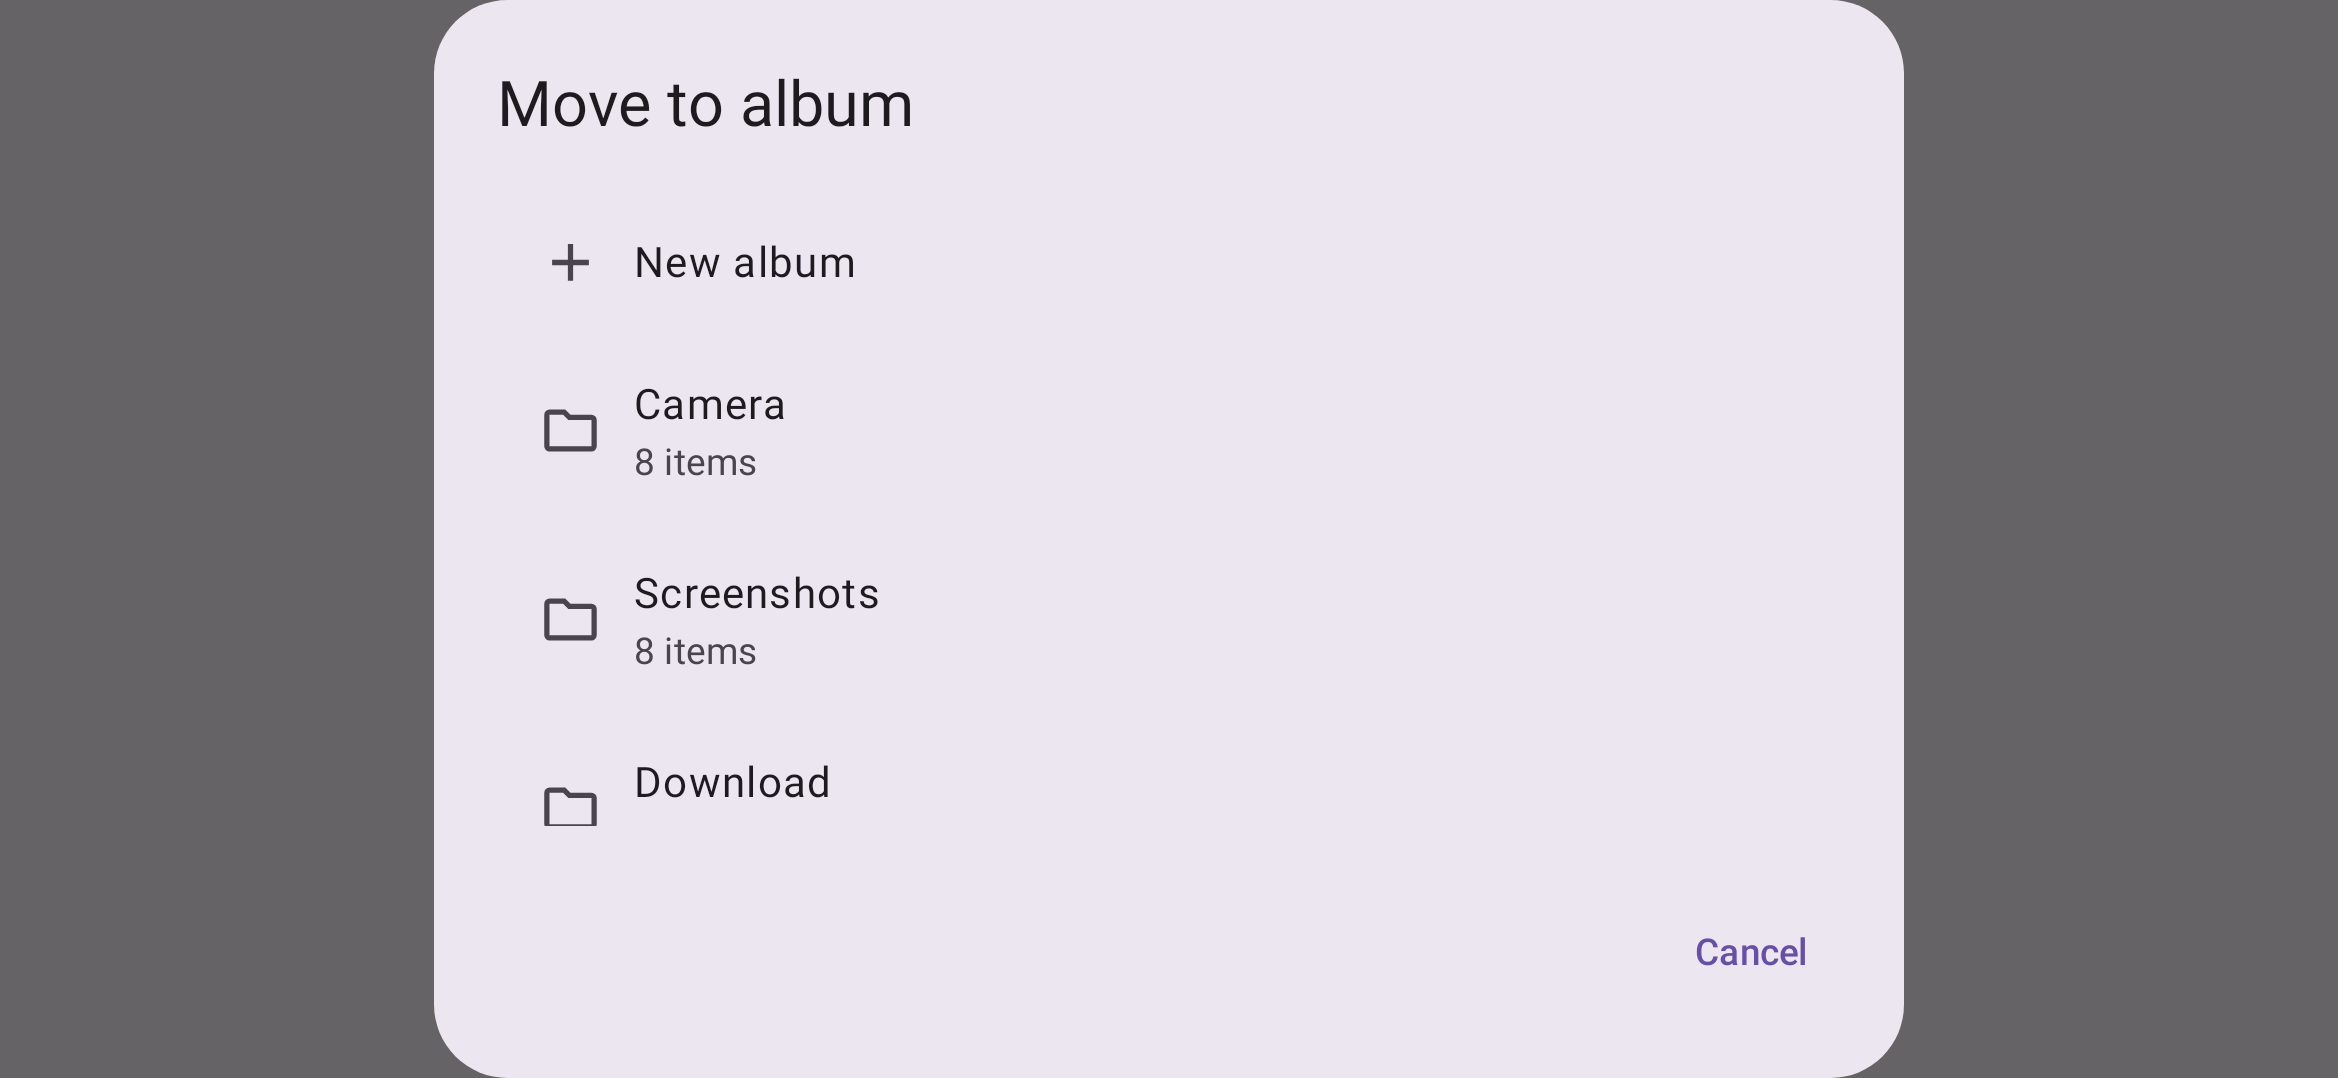 Move to album
New album
Camera
8 items
Screenshots
8 items
Download
Cancel